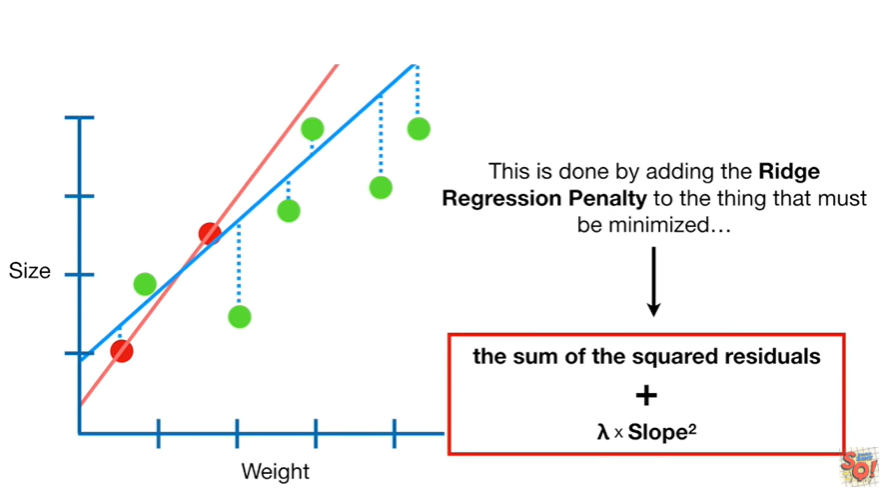 This is done by adding the Ridge
Regression Penalty to the thing that must
be minimized…
Size
the sum of the squared residuals
+
λ × Slope²
Weight
SO!